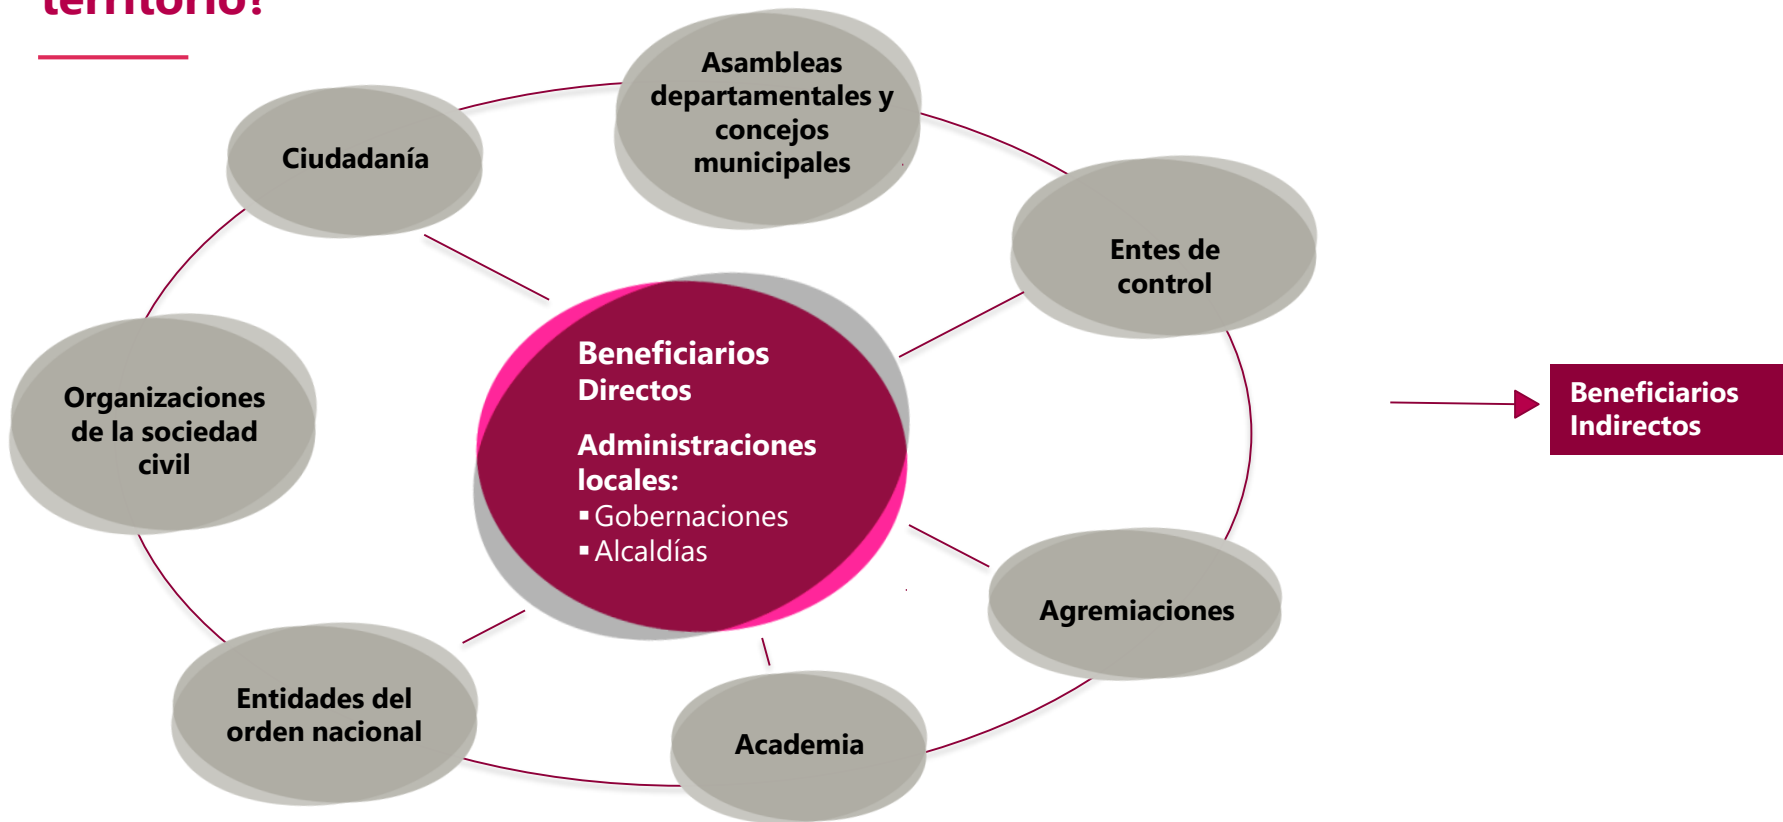 territorio?
Asambleas
departamentales y
concejos
municipales
Ciudadanía
Entes de
control
Beneficiarios
Directos
Administraciones
locales:
▪ Gobernaciones
▪ Alcaldías
Beneficiarios
Indirectos
Organizaciones
de la sociedad
civil
Agremiaciones
Entidades del
orden nacional
Academia